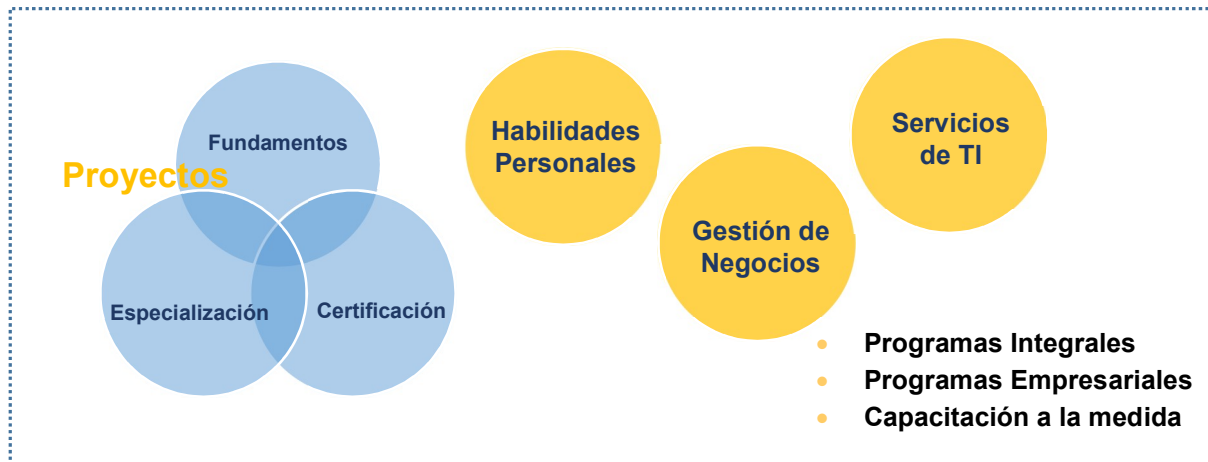 Fundamentos
Proyectos
Especialización
Certificación
Habilidades
Personales
Gestión de
Negocios
Servicios
de TI
Programas Integrales
Programas Empresariales
Capacitación a la medida